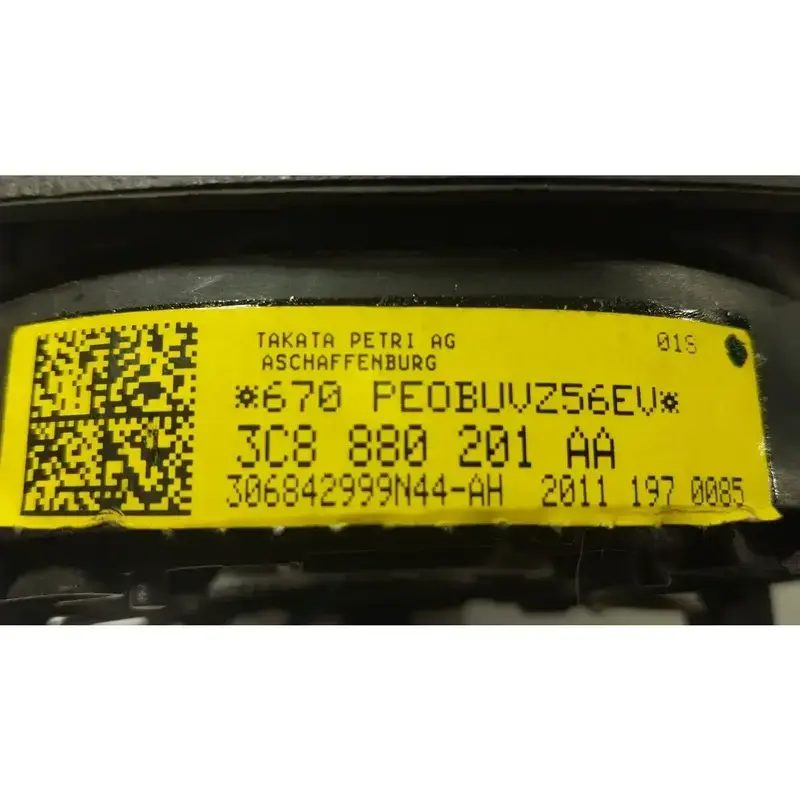 TAKATA PETRI AG 01S
ASCHAFFENBURG
*670 PEOBUVZ56EV*
3C8 880 201 AA
306842999N44-AH 2011 197 0085